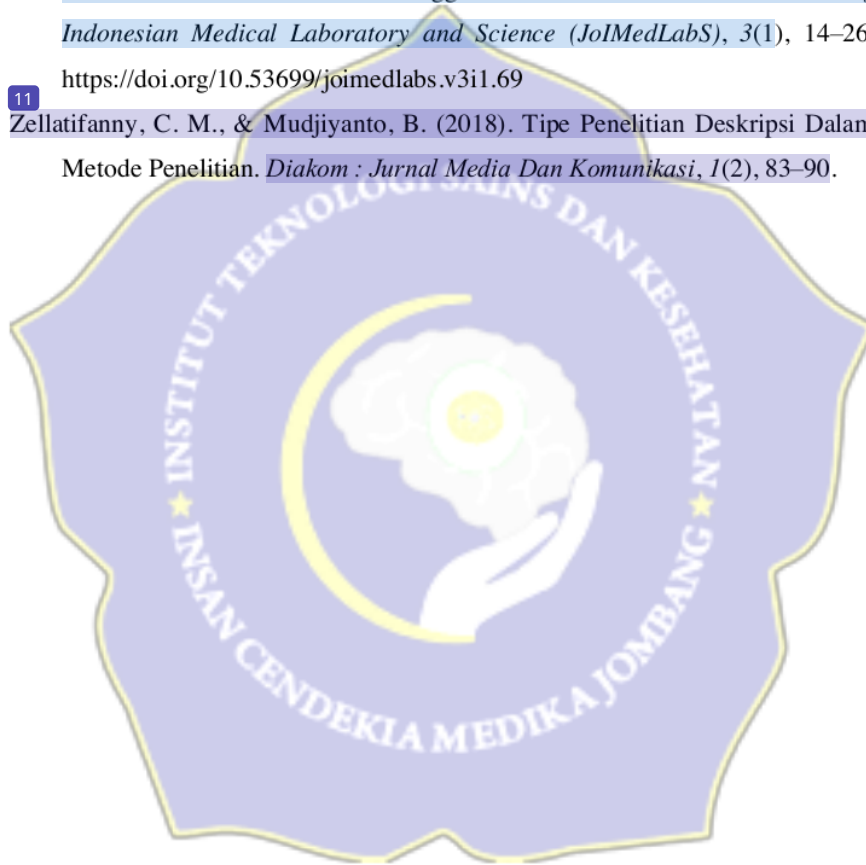 Indonesian Medical Laboratory and Science (JoIMedLabS), 3(1), 14–26
https://doi.org/10.53699/joimedlabs.v3i1.69
11
Zellatifanny, C. M., & Mudjiyanto, B. (2018). Tipe Penelitian Deskripsi Dalam
Metode Penelitian. Diakom : Jurnal Media Dan Komunikasi, 1(2), 83–90.
INSTITUT TEKNOLOGI SAINS DAN KESEHATAN
INSAN CENDEKIA MEDIKA JOMBANG